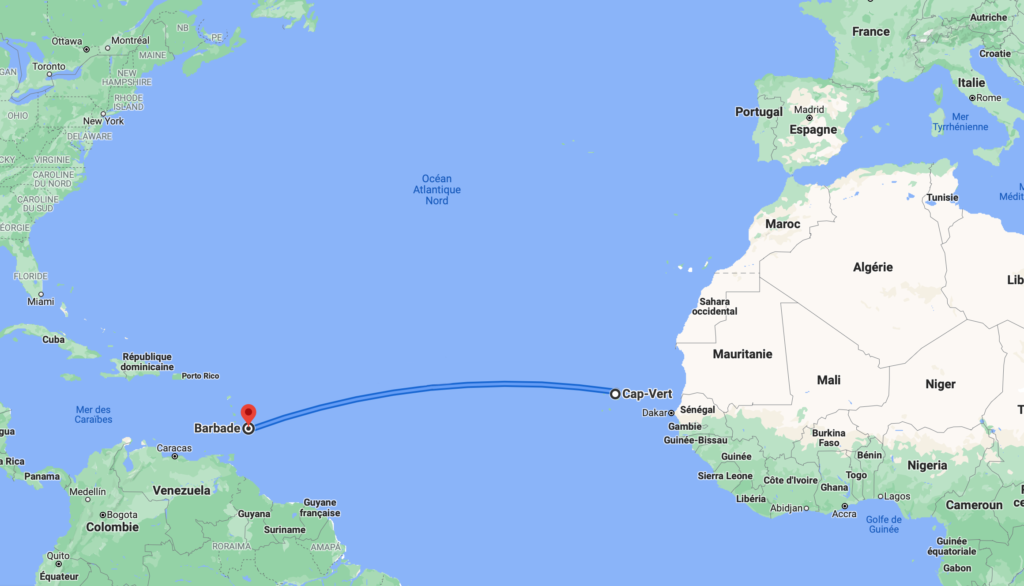 Autriche
NB
PE
Ottawa
Montréal
France
MAINE
Croatie
Toronto
NEW
HAMPSHIRE
Italie
RHODE
ISLAND
Rome
OHIO
Portugal
Madrid
New York
Mer
Tyrrhénienne
Espagne
DELAWARE
VIRGINIE
CAROLINE
DU NORD
Océan
Atlantique
Nord
CAROLINE
DU SUD
Tunisie
Maroc
FLORIDE
Algérie
Miami
Sahara
occidental
Cuba
République
dominicaine
Mauritanie
Porto Rico
Mali
Niger
Cap-Vert
Mer des
Caraïbes
Dakar
Sénégal
Barbade
Gambie
Burkina
Faso
Guinée-Bissau
Caracas
Guinée
Bénin
Nigeria
Panama
Sierra Leone
Côte d'Ivoire
Togo
Ghana
Medellín
Venezuela
Libéria
Lagos
Guyane
française
Abidjan
Accra
Cameroun
Bogota
Guyana
Golfe de
Guinée
Colombie
Suriname
RORAIMA
AMAPÁ
Guinée
équatoriale
Quito
Gabon
Équateur